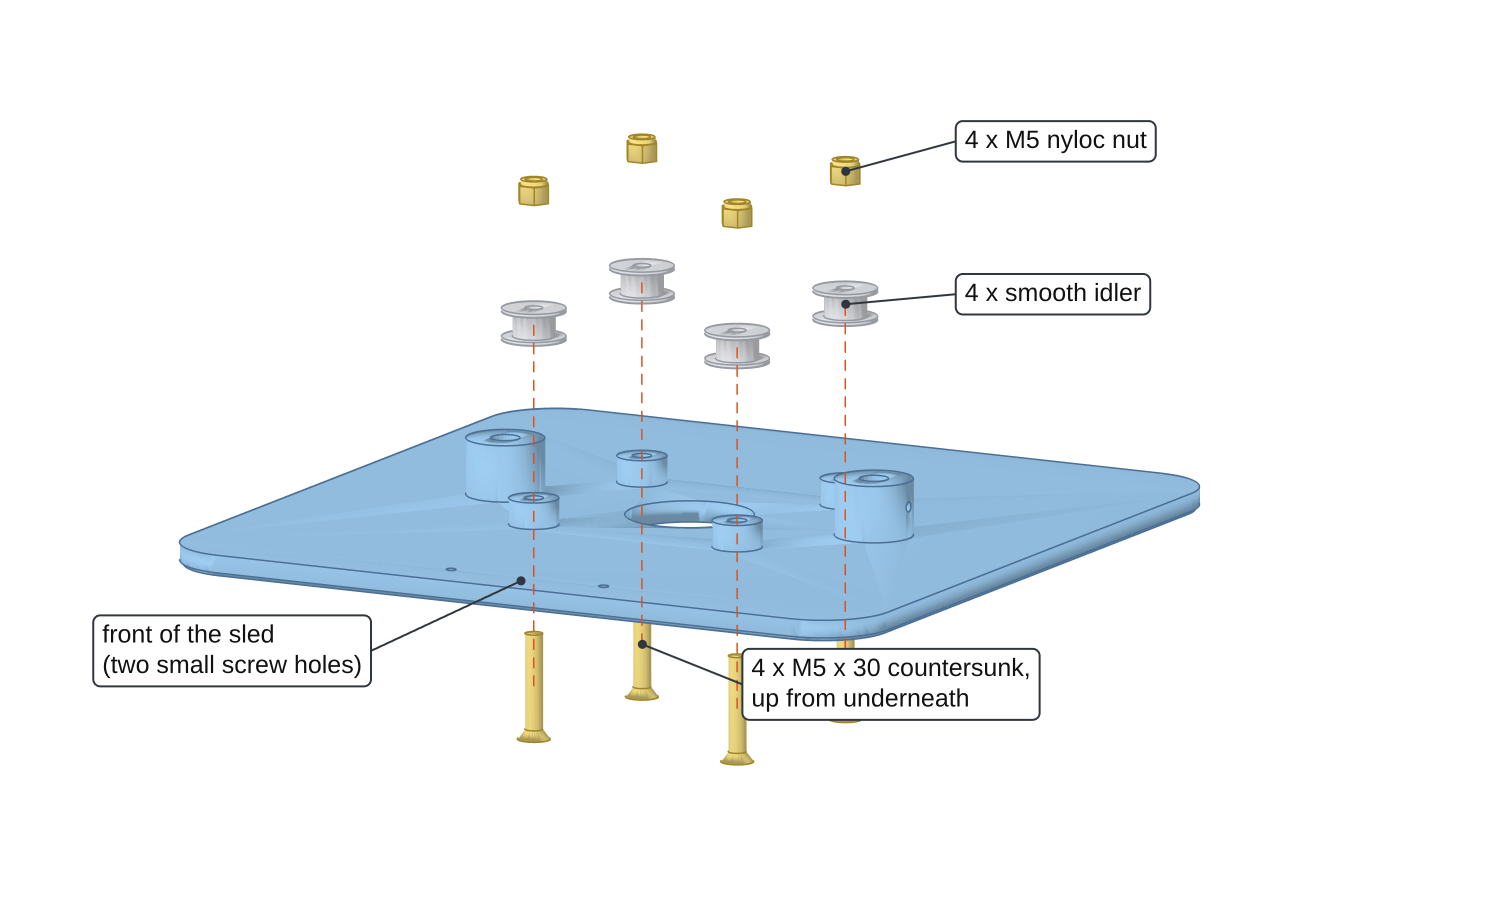 4 x M5 nyloc nut
4 x smooth idler
front of the sled
(two small screw holes)
4 x M5 x 30 countersunk,
up from underneath